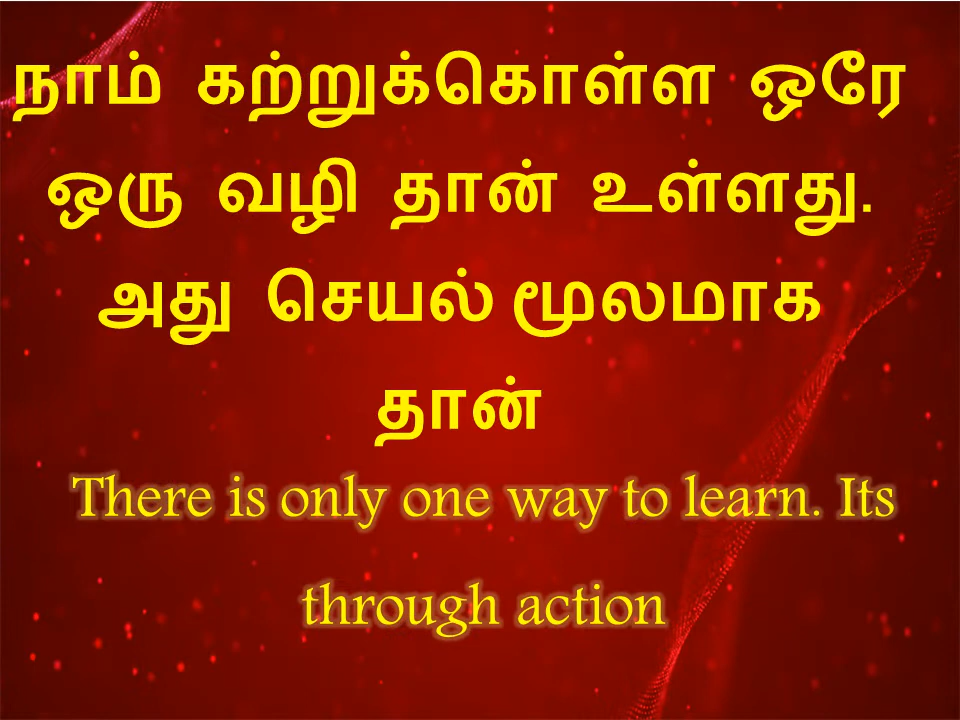 நாம் கற்றுக்கொள்ள ஒரே
ஒரு வழி தான் உள்ளது.
அது செயல் மூலமாக
தான்
There is only one way to learn. Its
through action